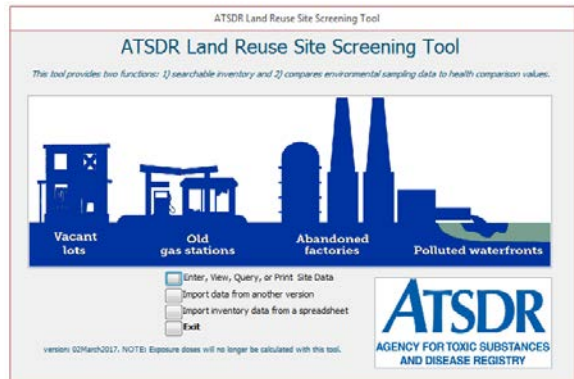 ATSDR Land Reuse Site Screening Tool
ATSDR Land Reuse Site Screening Tool
This tool provides two functions: 1) searchable inventory and 2) compares environmental sampling data to health comparison values.
Vacant lots
Old gas stations
Abandoned factories
Polluted waterfronts
Enter, View, Query, or Print Site Data
Import data from another version
Import inventory data from a spreadsheet
Exit
version: 02March2017. NOTE: Exposure doses will no longer be calculated with this tool.
ATSDR
AGENCY FOR TOXIC SUBSTANCES
AND DISEASE REGISTRY